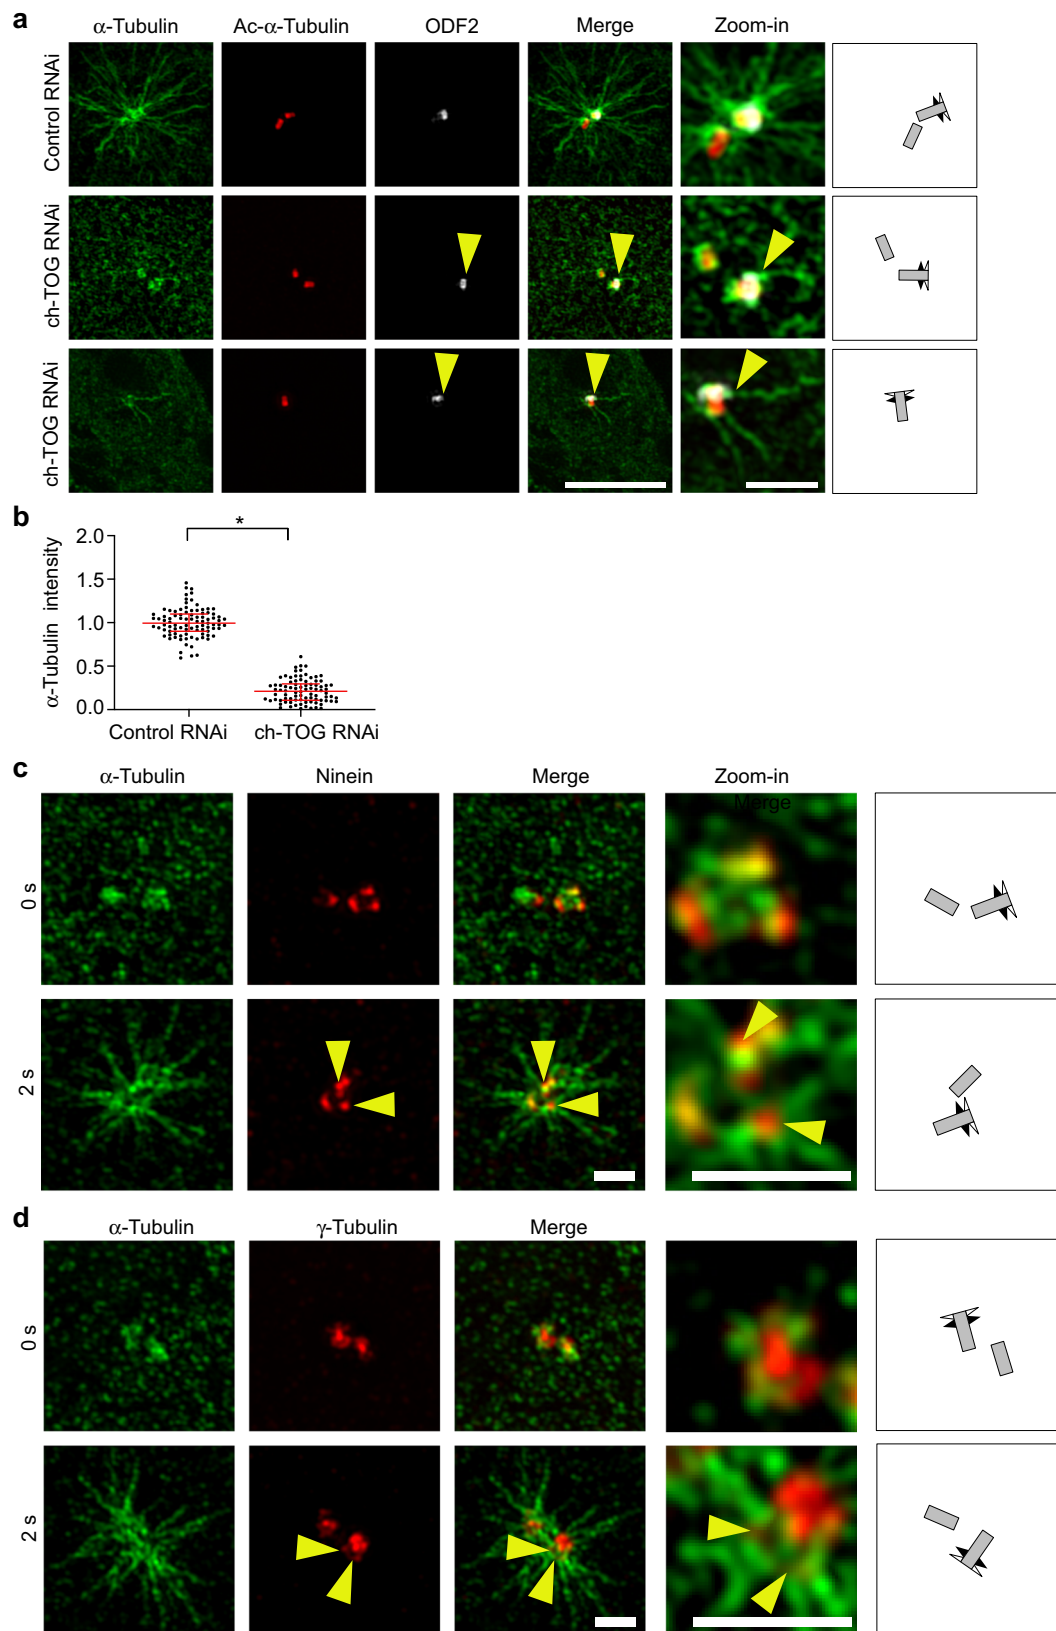 a
α-Tubulin Ac-α-Tubulin ODF2 Merge Zoom-in
Control RNAi
ch-TOG RNAi
ch-TOG RNAi
b
α-Tubulin intensity
*
2.0
1.5
1.0
0.5
0.0
Control RNAi ch-TOG RNAi
c
α-Tubulin Ninein Merge Zoom-in
Merge
0 s
2 s
d
α-Tubulin γ-Tubulin Merge
0 s
2 s